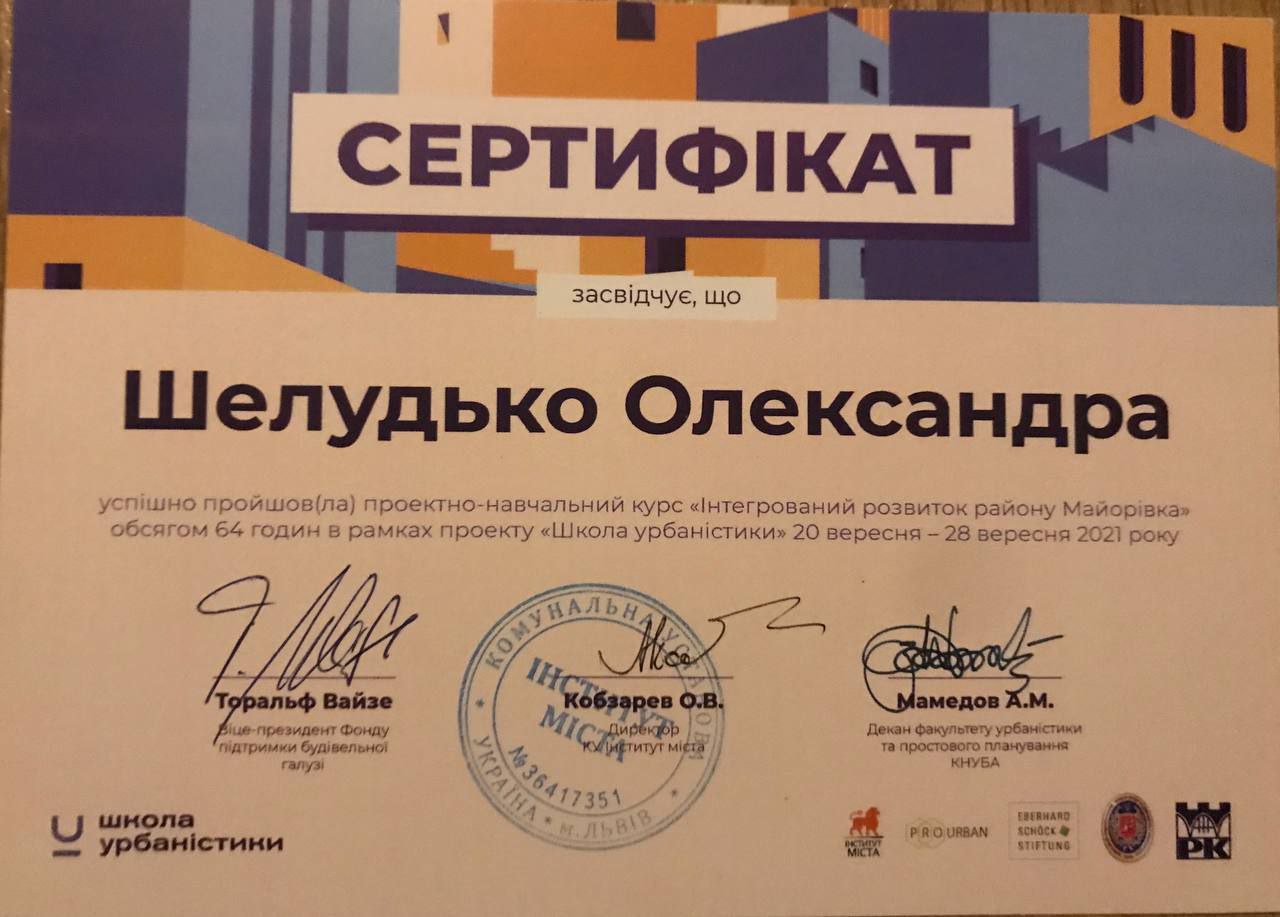 СЕРТИФІКАТ
засвідчує, що
Шелудько Олександра
успішно пройшов(ла) проектно-навчальний курс «Інтегрований розвиток району Майорівка»
обсягом 64 годин в рамках проекту «Школа урбаністики» 20 вересня – 28 вересня 2021 року
Торальф Вайзе
Віце-президент Фонду
підтримки будівельної
галузі
Кобзарев О.В.
Директор
КУ Інститут міста
Мамедов А.М.
Декан факультету урбаністики
та простового планування
КНУБА
КОМУНАЛЬНА УСТАНОВА
ІНСТИТУТ
МІСТА
№36417351
УКРАЇНА * м. ЛЬВІВ *
школа
урбаністики
ІНСТИТУТ
МІСТА
PRO URBAN
EBERHARD
SCHÖCK
STIFTUNG
PK